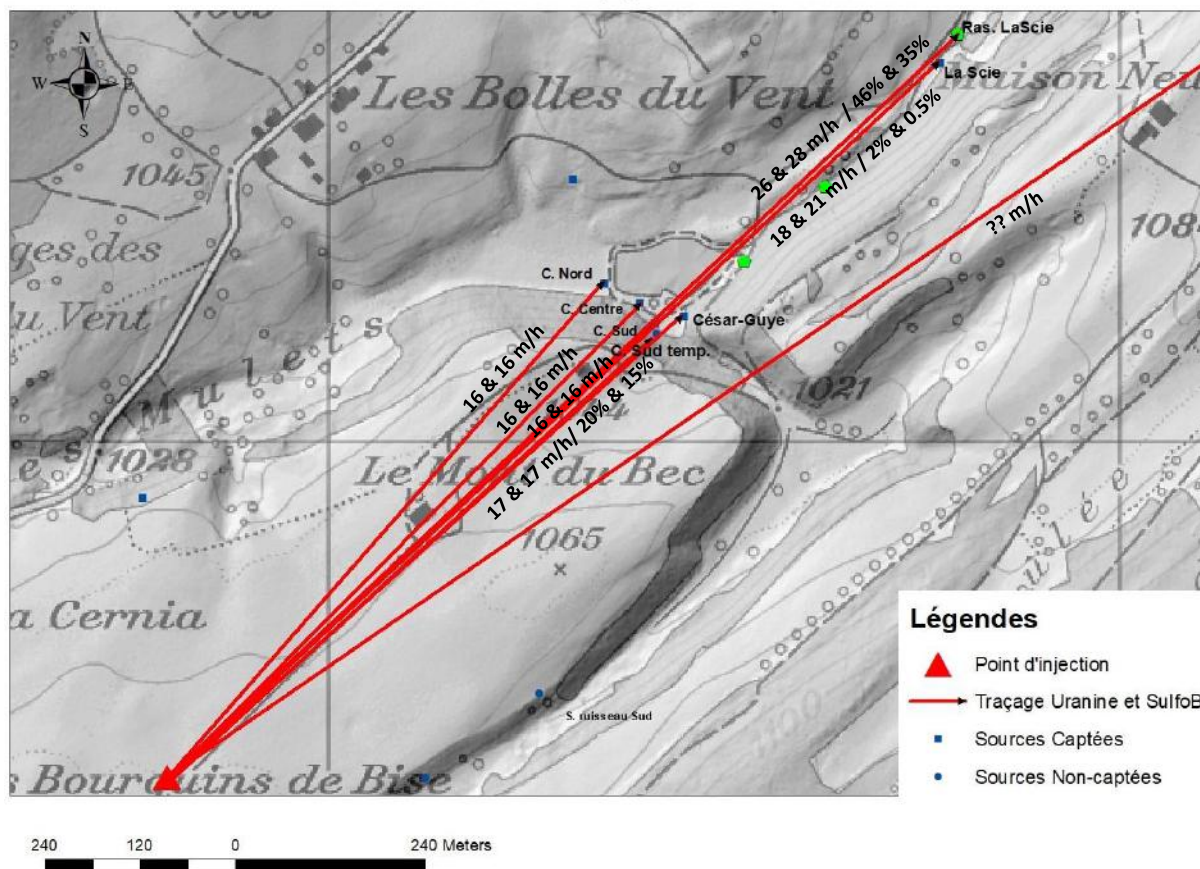 Ras. LaScie
N
W
E
S
La Scie
Maison Neu
Les Bolles du Vent
26 & 28 m/h / 46% & 35%
18 & 21 m/h / 2% & 0.5%
?? m/h
1045
ges des
C. Nord
C. Centre
César-Guye
C. Sud
C. Sud temp.
u Vent
Mulets
16 & 16 m/h
16 & 16 m/h
16 & 16 m/h
17 & 17 m/h/ 20% & 15%
1021
1028
Le Mont du Bec
1065
a Cernia
S. ruisseau Sud
s Bourquins de Bise
Légendes
Point d'injection
Traçage Uranine et SulfoB
Sources Captées
Sources Non-captées
240
120
0
240 Meters